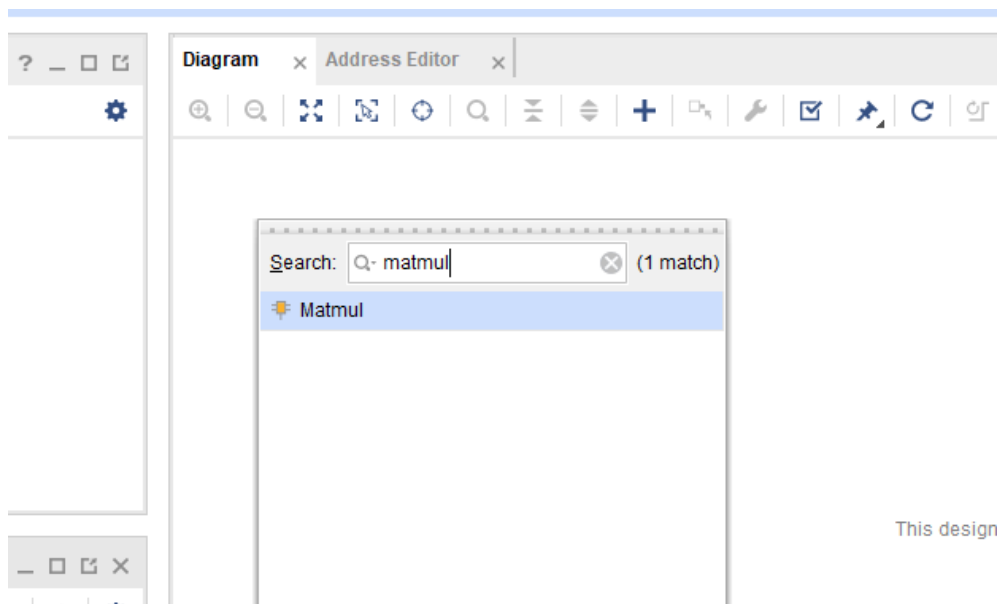 ?
Diagram
Address Editor
Search: matmul (1 match)
Matmul
This design